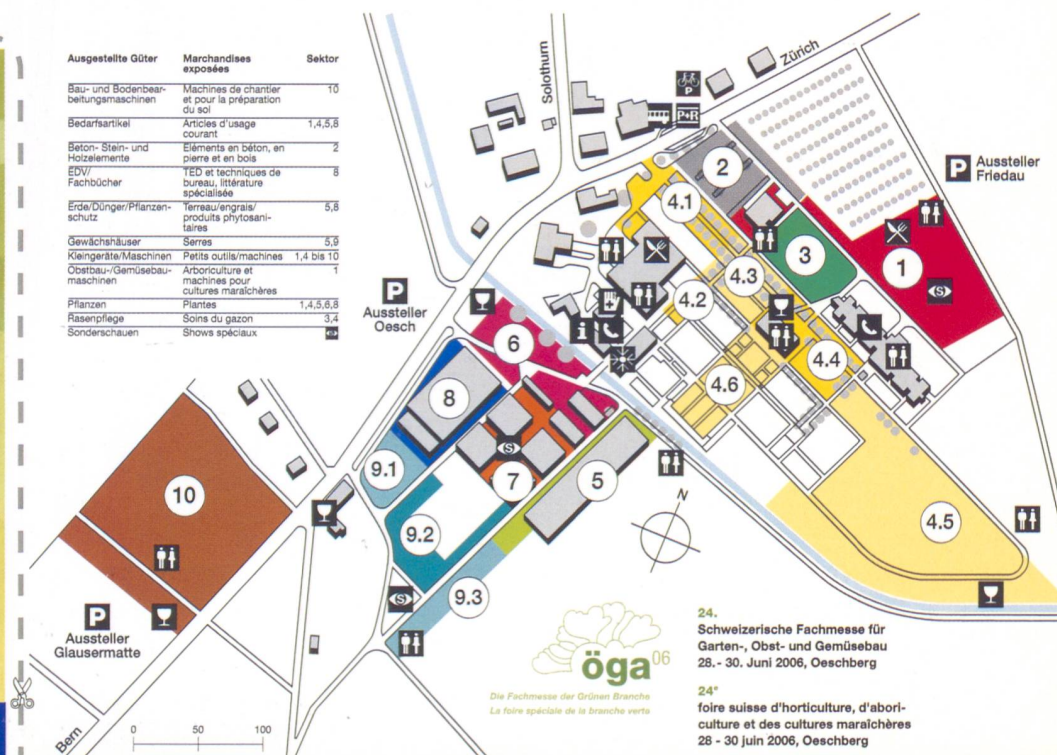 Ausgestellte Güter Marchandises exposées Sektor
Bau- und Bodenbear-
beitungsmaschinen
Machines de chantier
et pour la préparation
du sol
10
Bedarfsartikel
Articles d'usage
courant
1,4,5,8
Beton- Stein- und
Holzelemente
Eléments en béton, en
pierre et en bois
2
EDV/
Fachbücher
TED et techniques de
bureau, littérature
spécialisée
8
Erde/Dünger/Pflanzen-
schutz
Terreau/engrais/
produits phytosani-
taires
5,8
Gewächshäuser Serres 5,9
Kleingeräte/Maschinen Petits outils/machines 1,4 bis 10
Obstbau-/Gemüsebau-
maschinen
Arboriculture et
machines pour
cultures maraîchères
1
Pflanzen Plantes 1,4,5,6,8
Rasenpflege Soins du gazon 3,4
Sonderschauen Shows spéciaux S
Solothurn
Zürich
P
P+R
P Aussteller
Friedau
2
4.1
3
1
S
4.3
4.2
4.4
4.6
4.5
i
P
Aussteller
Oesch
6
8
S
7
5
9.1
9.2
9.3
S
10
P
Aussteller
Glausermatte
N
Bern
0 50 100
öga 06
Die Fachmesse der Grünen Branche
La foire spéciale de la branche verte
24.
Schweizerische Fachmesse für
Garten-, Obst- und Gemüsebau
28.- 30. Juni 2006, Oeschberg
24°
foire suisse d'horticulture, d'abori-
culture et des cultures maraîchères
28 - 30 juin 2006, Oeschberg